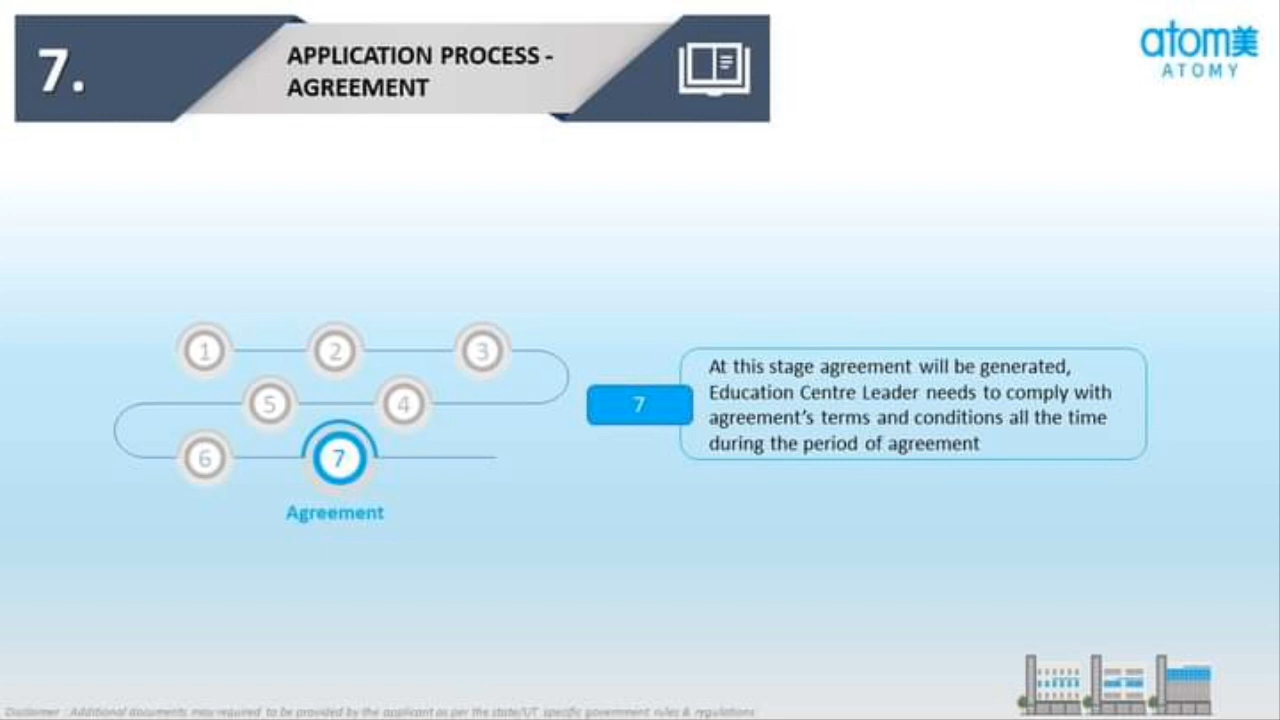 7.
APPLICATION PROCESS -
AGREEMENT
atom美
ATOMY
1
2
3
5
4
6
7
Agreement
7
At this stage agreement will be generated,
Education Centre Leader needs to comply with
agreement's terms and conditions all the time
during the period of agreement
Disclaimer : Additional documents may required to be provided by the applicant as per the state/UT specific government rules & regulations